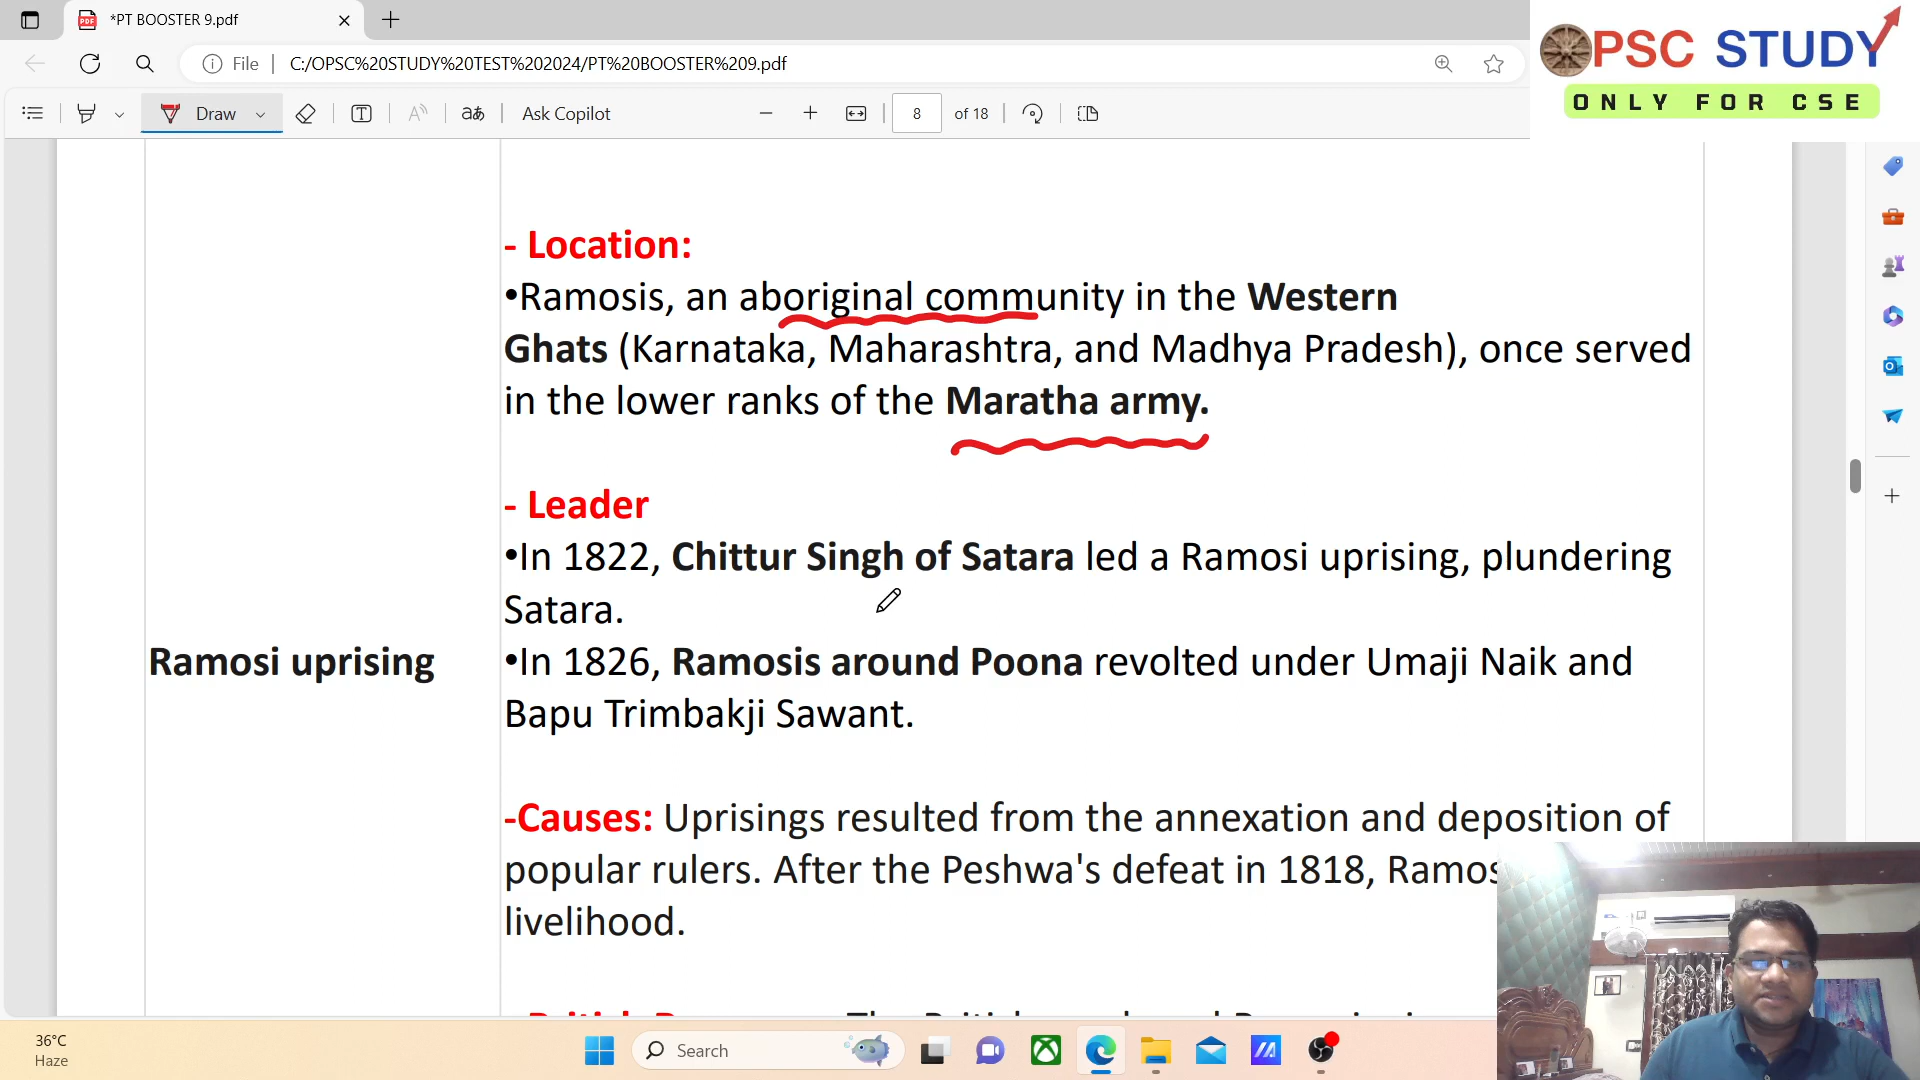 *PT BOOSTER 9.pdf
File
C:/OPSC%20STUDY%20TEST%202024/PT%20BOOSTER%209.pdf
PSC STUDY
ONLY FOR CSE
Draw
Ask Copilot
8 of 18
- Location:
•Ramosis, an aboriginal community in the Western
Ghats (Karnataka, Maharashtra, and Madhya Pradesh), once served
in the lower ranks of the Maratha army.
- Leader
•In 1822, Chittur Singh of Satara led a Ramosi uprising, plundering
Satara.
Ramosi uprising
•In 1826, Ramosis around Poona revolted under Umaji Naik and
Bapu Trimbakji Sawant.
-Causes: Uprisings resulted from the annexation and deposition of
popular rulers. After the Peshwa's defeat in 1818, Ramos
livelihood.
36°C
Haze
Search